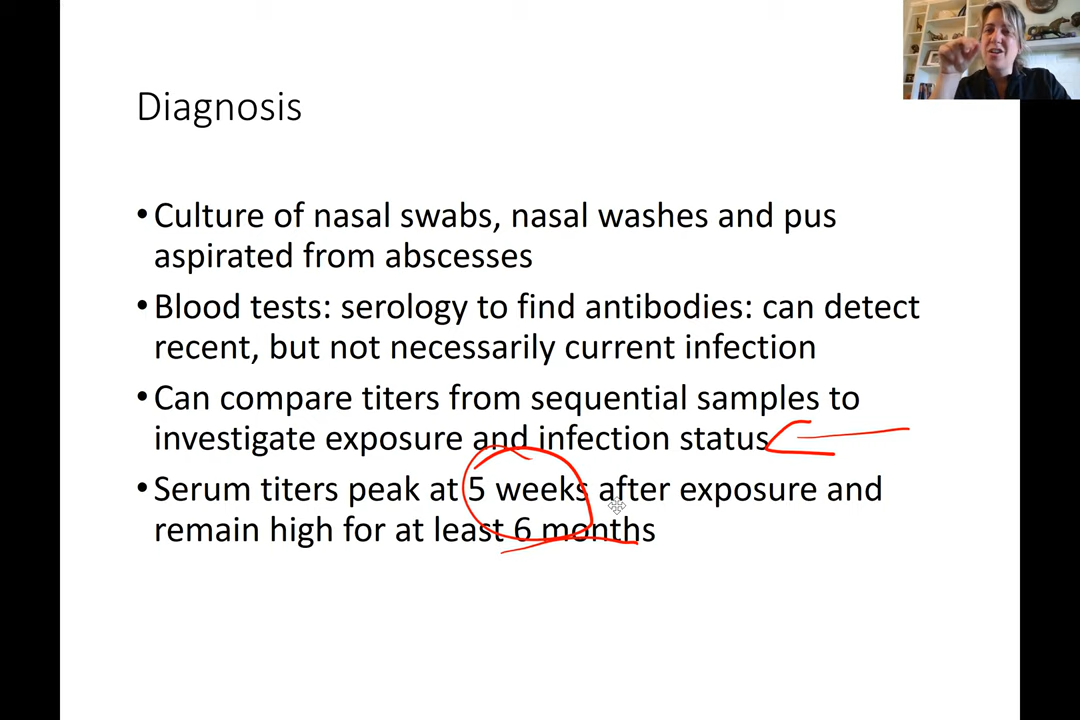 Diagnosis
•Culture of nasal swabs, nasal washes and pus
aspirated from abscesses
•Blood tests: serology to find antibodies: can detect
recent, but not necessarily current infection
•Can compare titers from sequential samples to
investigate exposure and infection status
•Serum titers peak at 5 weeks after exposure and
remain high for at least 6 months